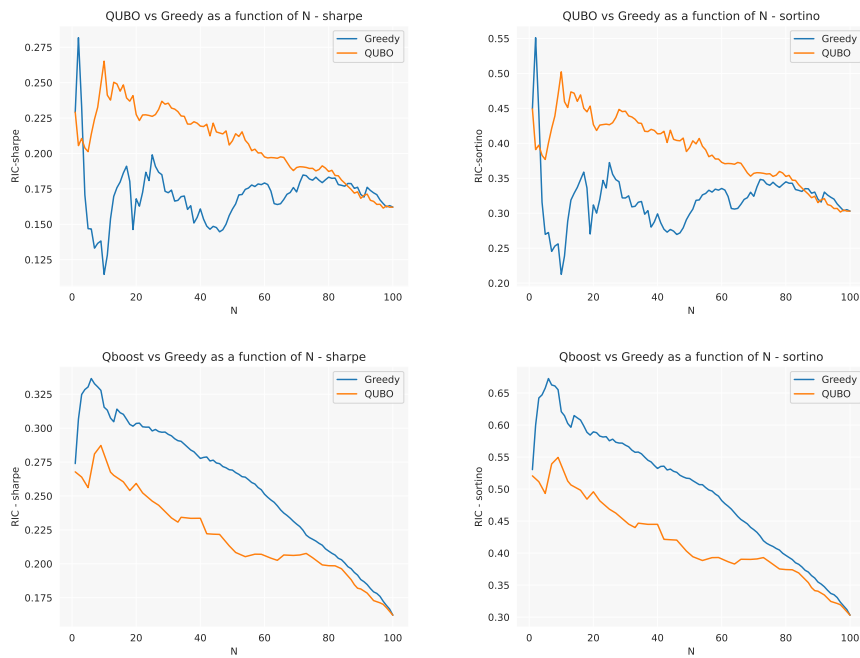 QUBO vs Greedy as a function of N - sharpe
RIC-sharpe
0.275
0.250
0.225
0.200
0.175
0.150
0.125
0 20 40 60 80 100
N
Greedy
QUBO
QUBO vs Greedy as a function of N - sortino
RIC-sortino
0.55
0.50
0.45
0.40
0.35
0.30
0.25
0.20
0 20 40 60 80 100
N
Greedy
QUBO
Qboost vs Greedy as a function of N - sharpe
RIC - sharpe
0.325
0.300
0.275
0.250
0.225
0.200
0.175
0 20 40 60 80 100
N
Greedy
QUBO
Qboost vs Greedy as a function of N - sortino
RIC - sortino
0.65
0.60
0.55
0.50
0.45
0.40
0.35
0.30
0 20 40 60 80 100
N
Greedy
QUBO